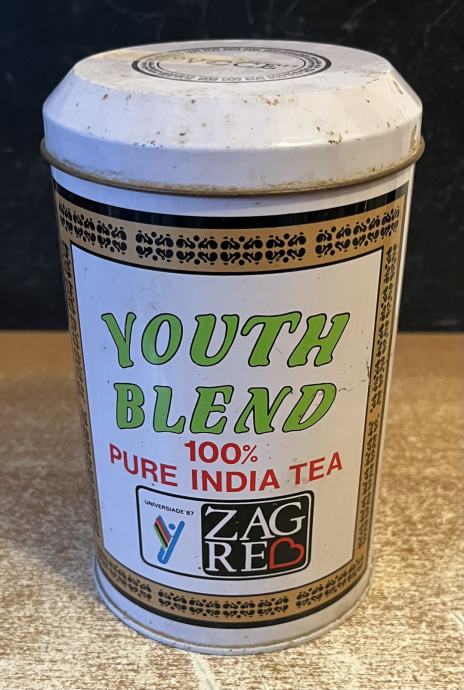 YOUTH
BLEND
100%
PURE INDIA TEA
UNIVERSIADE'87
ZAG
RE